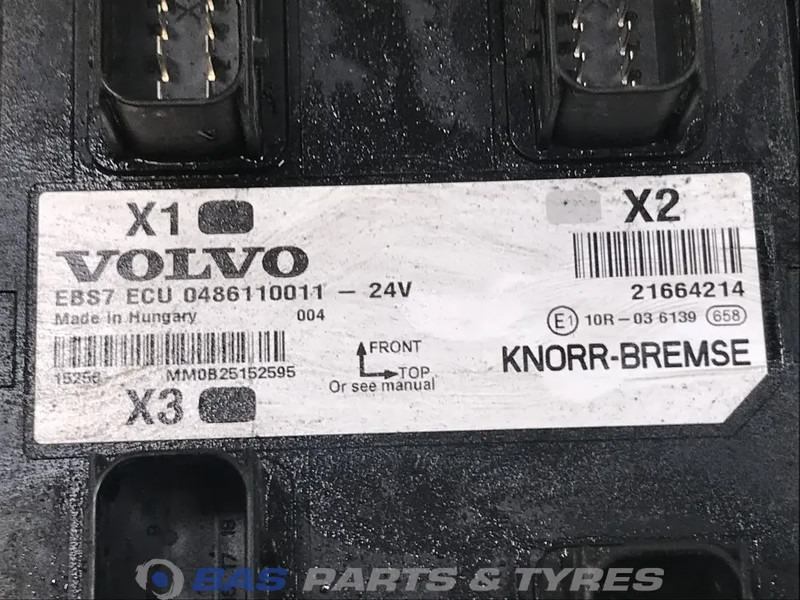 X1
X2
VOLVO
EBS7 ECU 0486110011 – 24V
21664214
Made in Hungary 004
E1 10R – 03 6139 658
FRONT
KNORR-BREMSE
TOP
15256 MM0B25152595
Or see manual
X3
BAS PARTS & TYRES